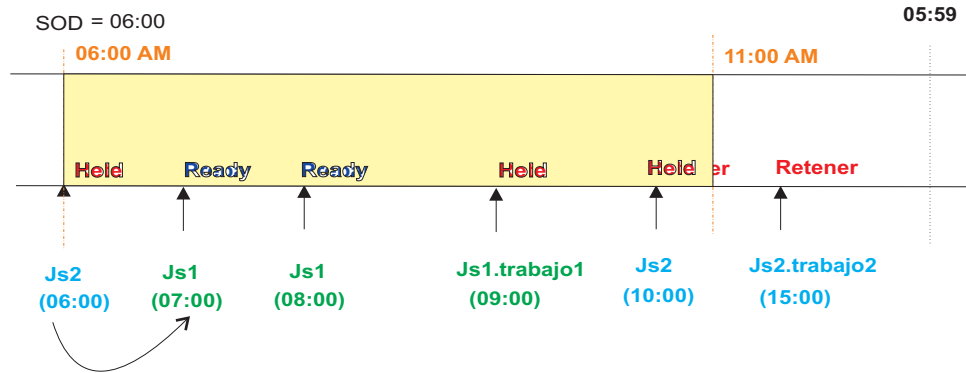 SOD = 06:00
05:59
06:00 AM
11:00 AM
Held
Ready
Ready
Held
Held
er
Retener
Js2
(06:00)
Js1
(07:00)
Js1
(08:00)
Js1.trabajo1
(09:00)
Js2
(10:00)
Js2.trabajo2
(15:00)